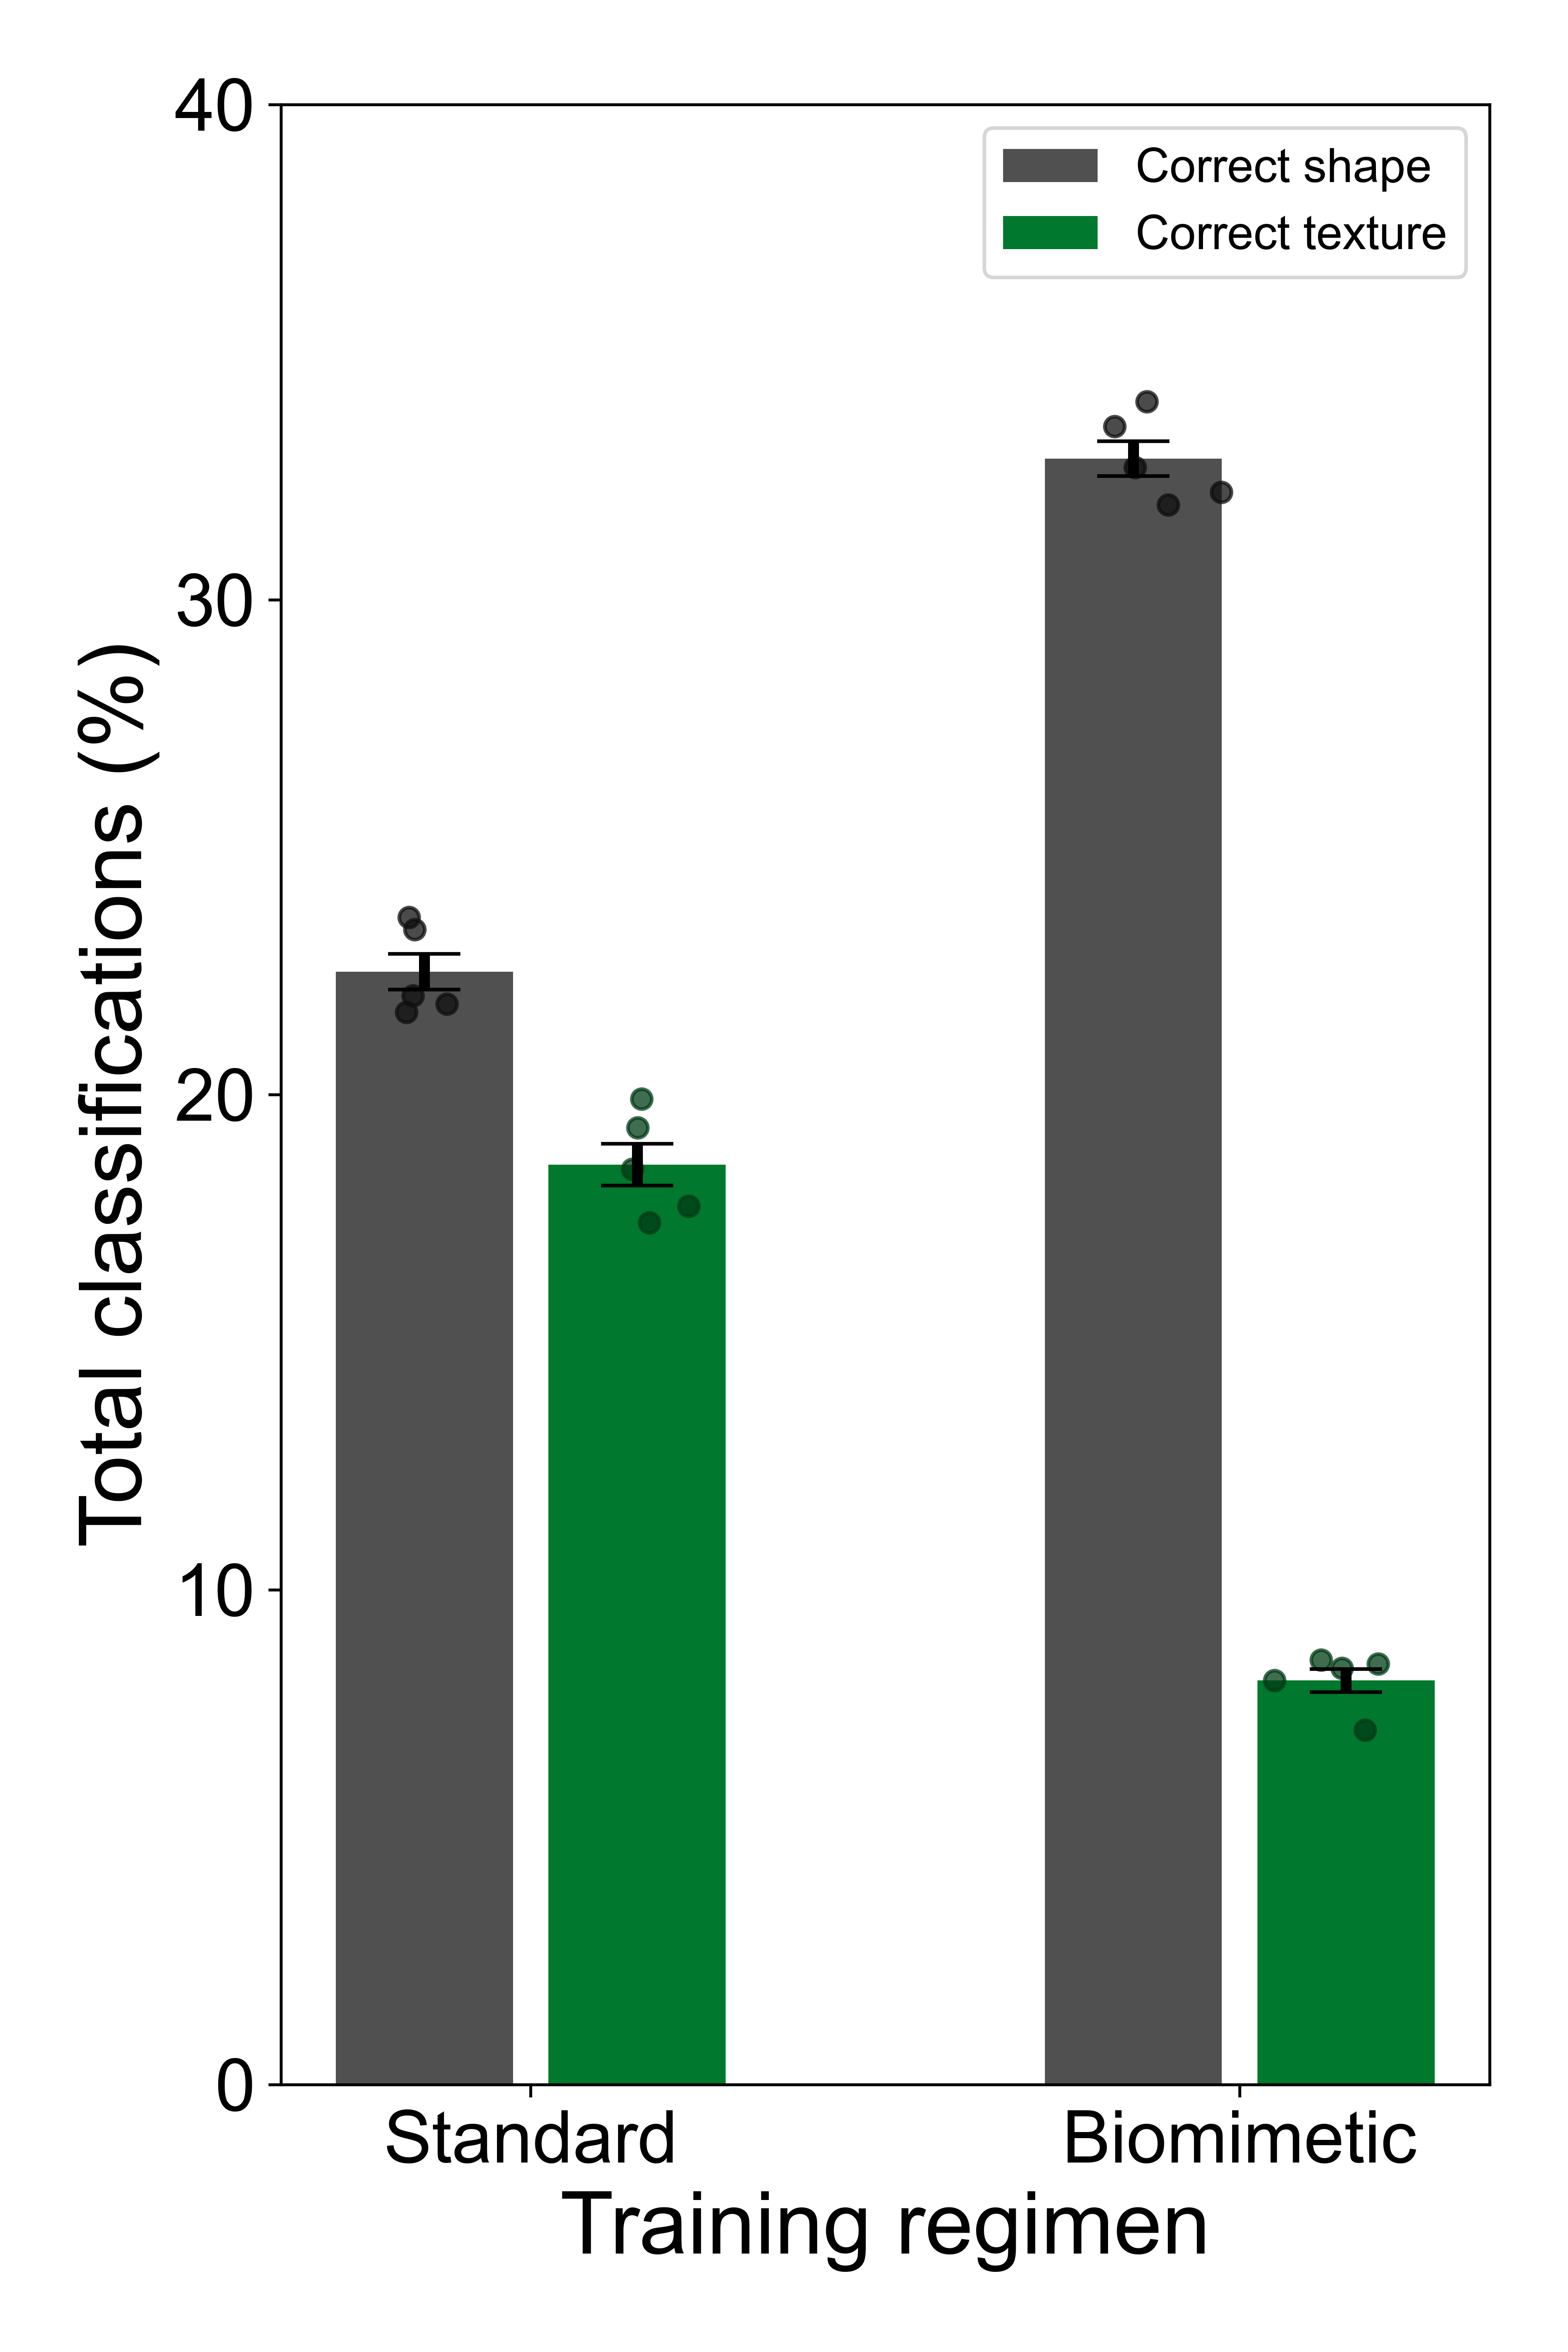 40
Correct shape
Correct texture
30
20
10
0
Total classifications (%)
Standard
Biomimetic
Training regimen